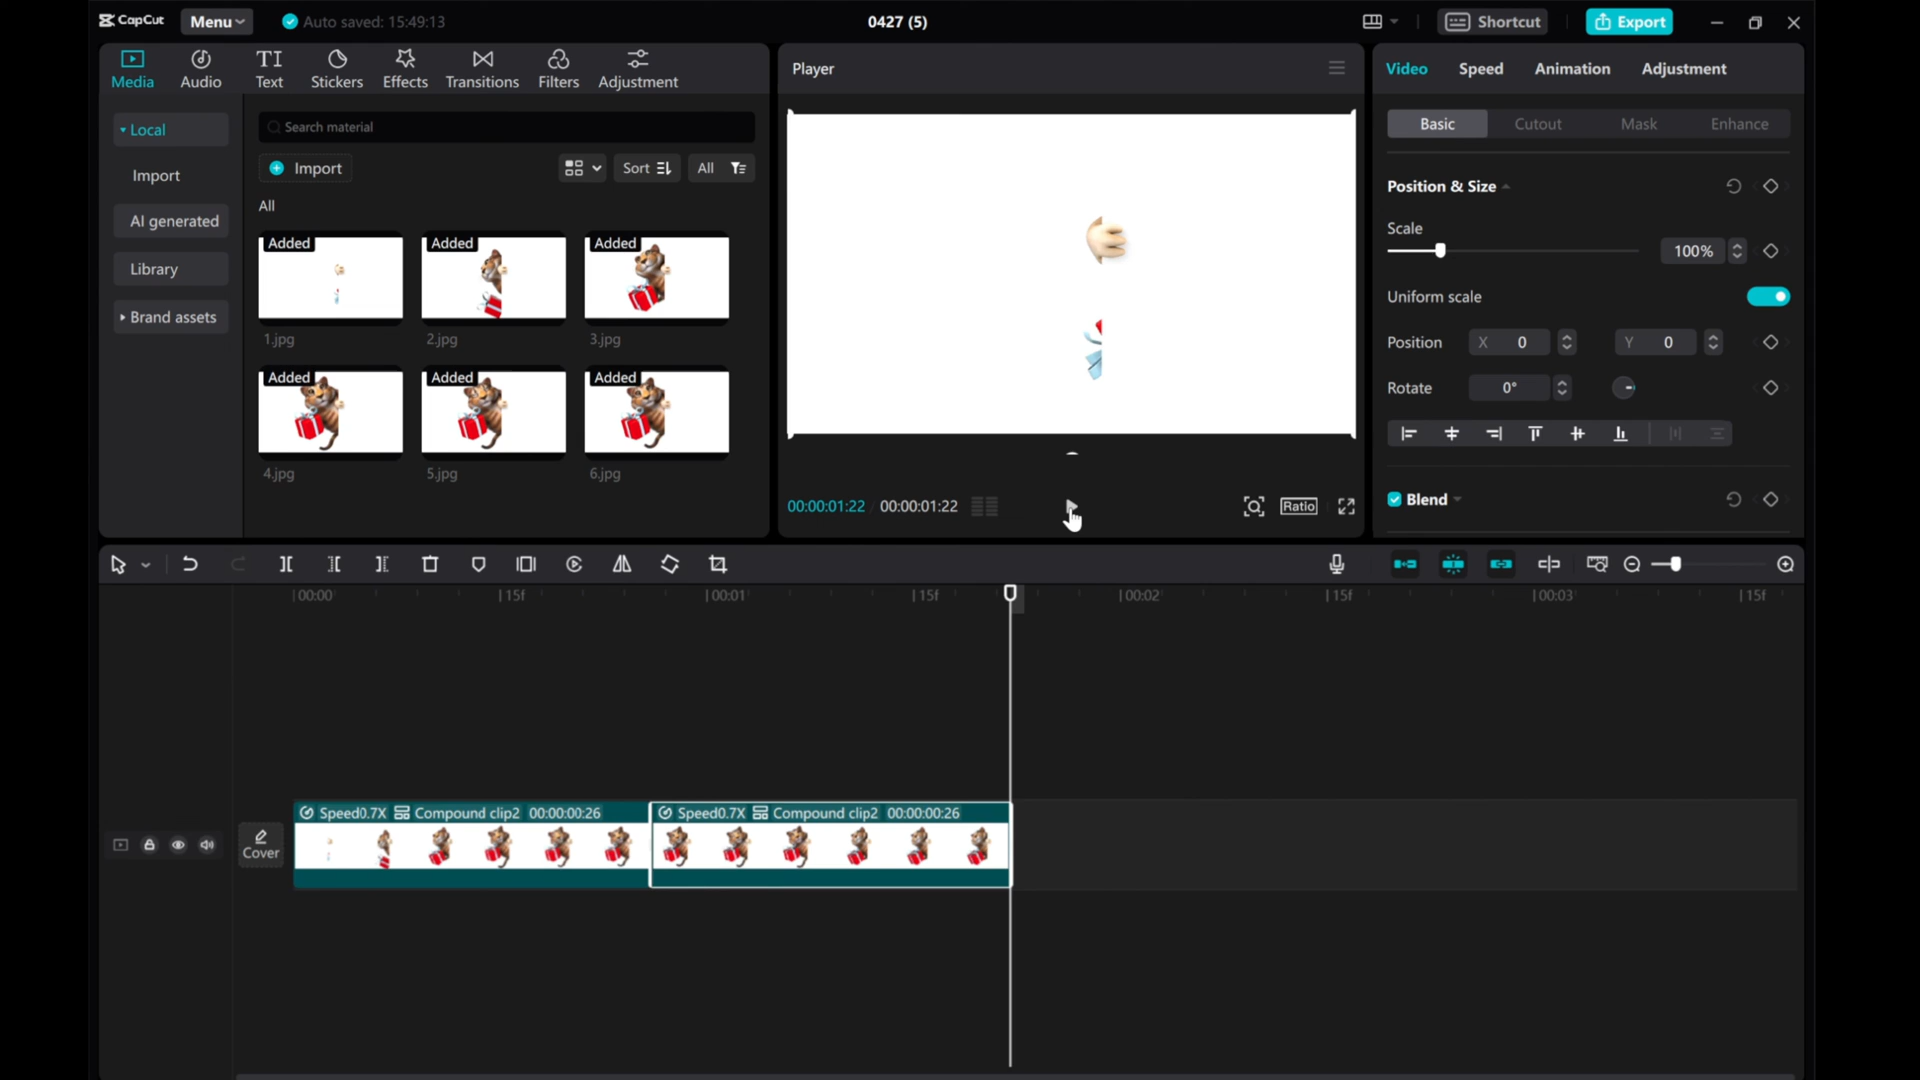 CapCut Menu Auto saved: 15:49:13 0427 (5) Shortcut Export
Media Audio Text Stickers Effects Transitions Filters Adjustment
Player
Video Speed Animation Adjustment
Local
Import
AI generated
Library
Brand assets
Search material
Import Sort All
All
Added Added Added
1.jpg 2.jpg 3.jpg
Added Added Added
4.jpg 5.jpg 6.jpg
00:00:01:22 00:00:01:22 Ratio
Basic Cutout Mask Enhance
Position & Size
Scale
100%
Uniform scale
Position X 0 Y 0
Rotate 0°
Blend
00:00 15f 00:01 15f 00:02 15f 00:03 15f
Speed0.7X Compound clip2 00:00:00:26 Speed0.7X Compound clip2 00:00:00:26
Cover